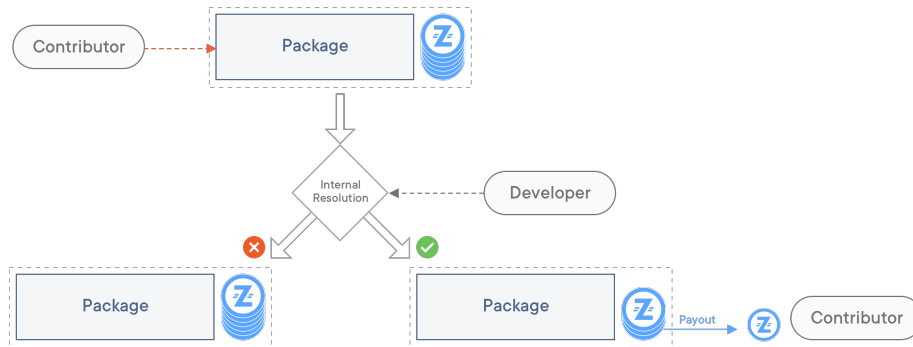 Contributor
Package
Internal
Resolution
Developer
Package
Package
Payout
Contributor